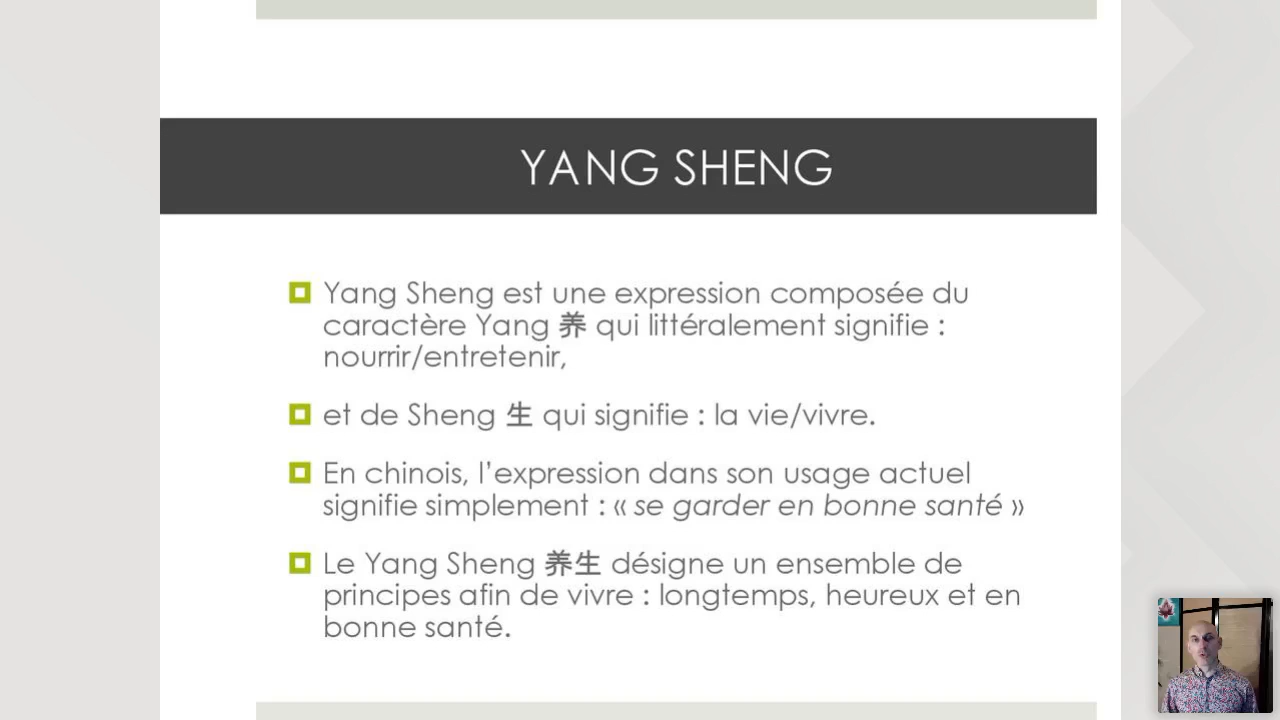 YANG SHENG
Yang Sheng est une expression composée du
caractère Yang 养 qui littéralement signifie :
nourrir/entretenir,
et de Sheng 生 qui signifie : la vie/vivre.
En chinois, l’expression dans son usage actuel
signifie simplement : « se garder en bonne santé »
Le Yang Sheng 养生 désigne un ensemble de
principes afin de vivre : longtemps, heureux et en
bonne santé.